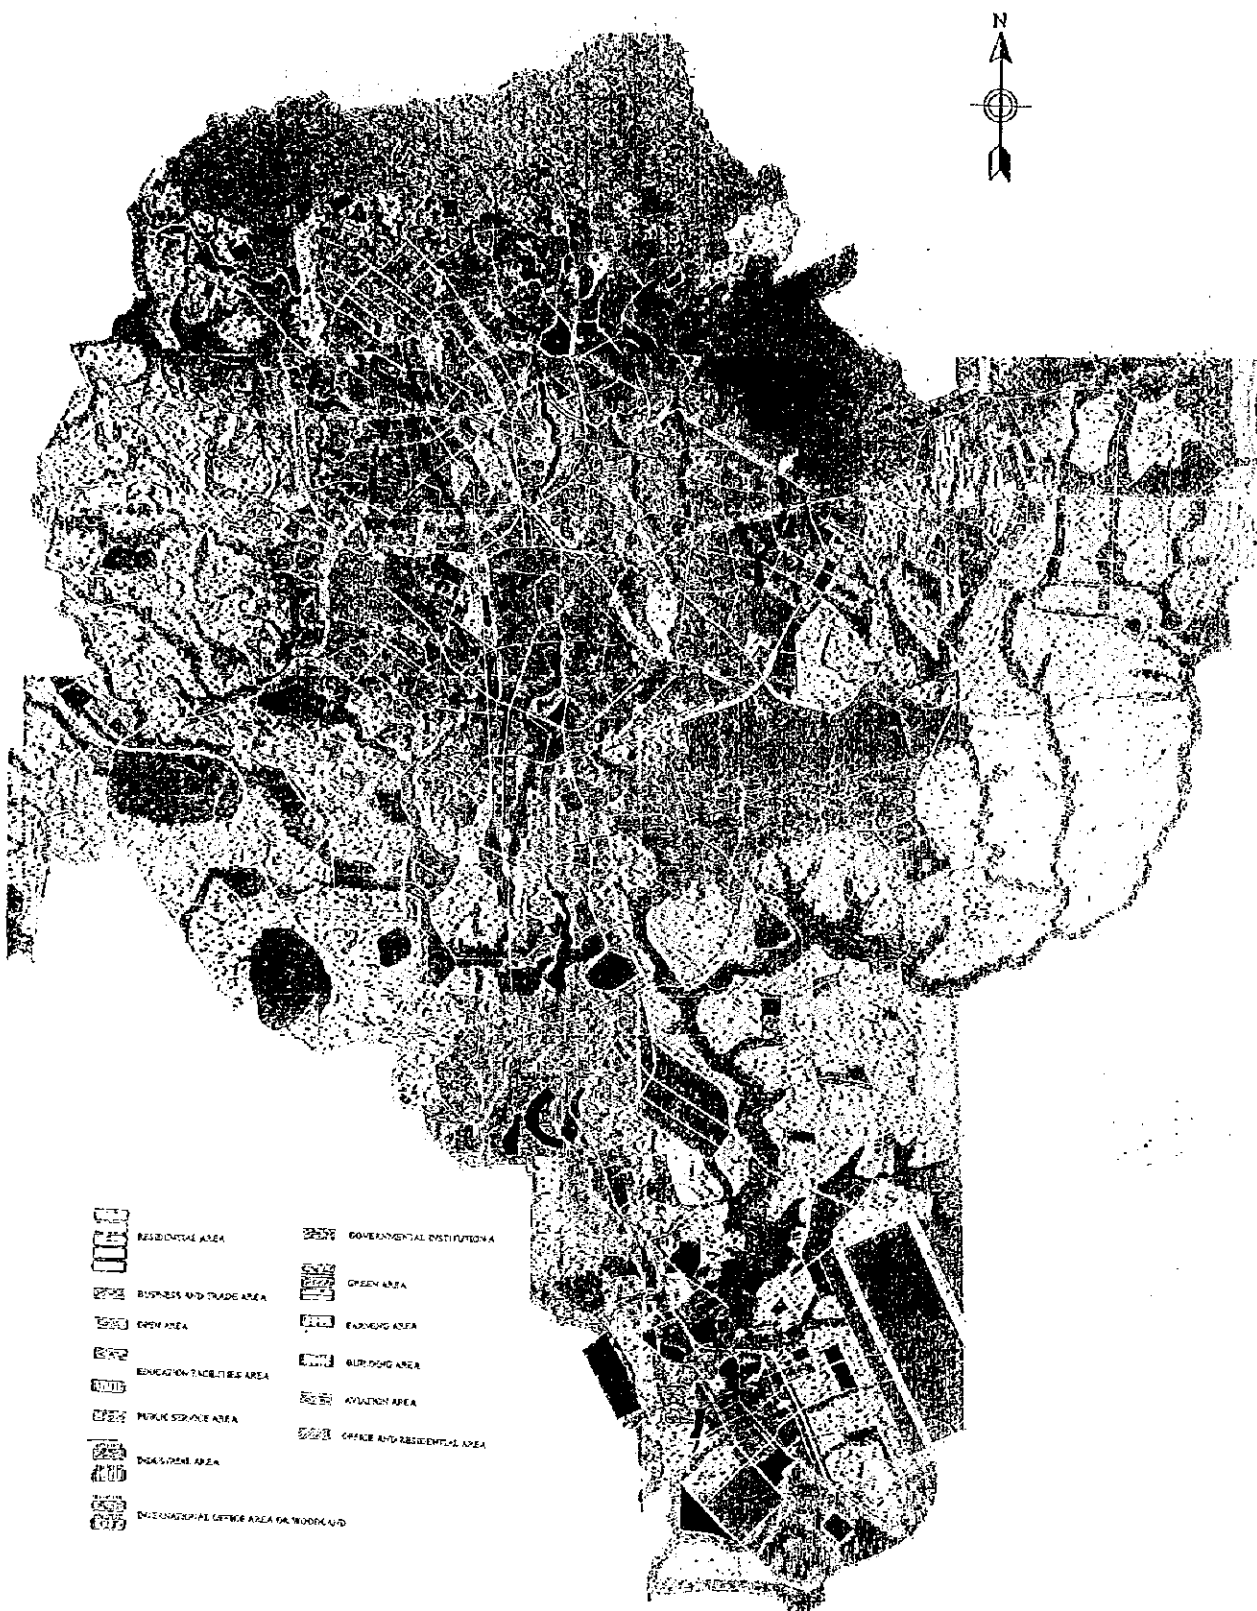 N
RESIDENTIAL AREA
BUSINESS AND TRADE AREA
OPEN AREA
EDUCATION FACILITIES AREA
PUBLIC SERVICE AREA
INDUSTRIAL AREA
INTERNATIONAL OFFICE AREA OR WOODLAND
GOVERNMENTAL INSTITUTION A
GREEN AREA
FARMING AREA
BUILDING AREA
AVIATION AREA
OFFICE AND RESIDENTIAL AREA